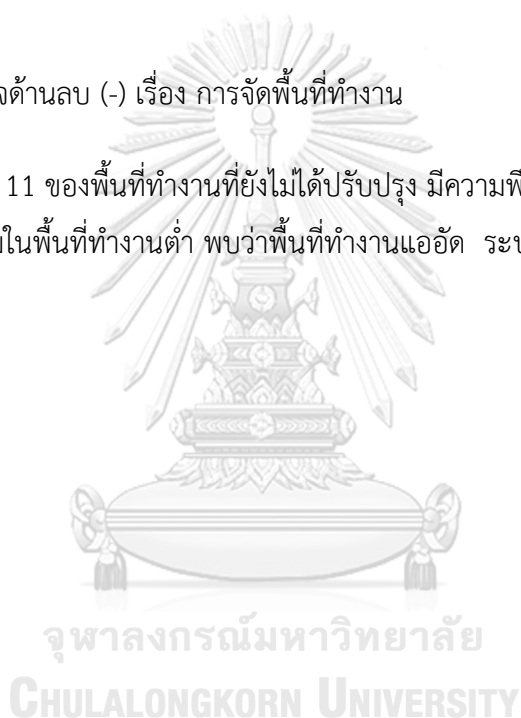 จด้านลบ (-) เรื่อง การจัดพื้นที่ทำงาน
11 ของพื้นที่ทำงานที่ยังไม่ได้ปรับปรุง มีความพึ
ในพื้นที่ทำงานต่ำ พบว่าพื้นที่ทำงานแออัด ระบ
จุฬาลงกรณ์มหาวิทยาลัย
CHULALONGKORN UNIVERSITY